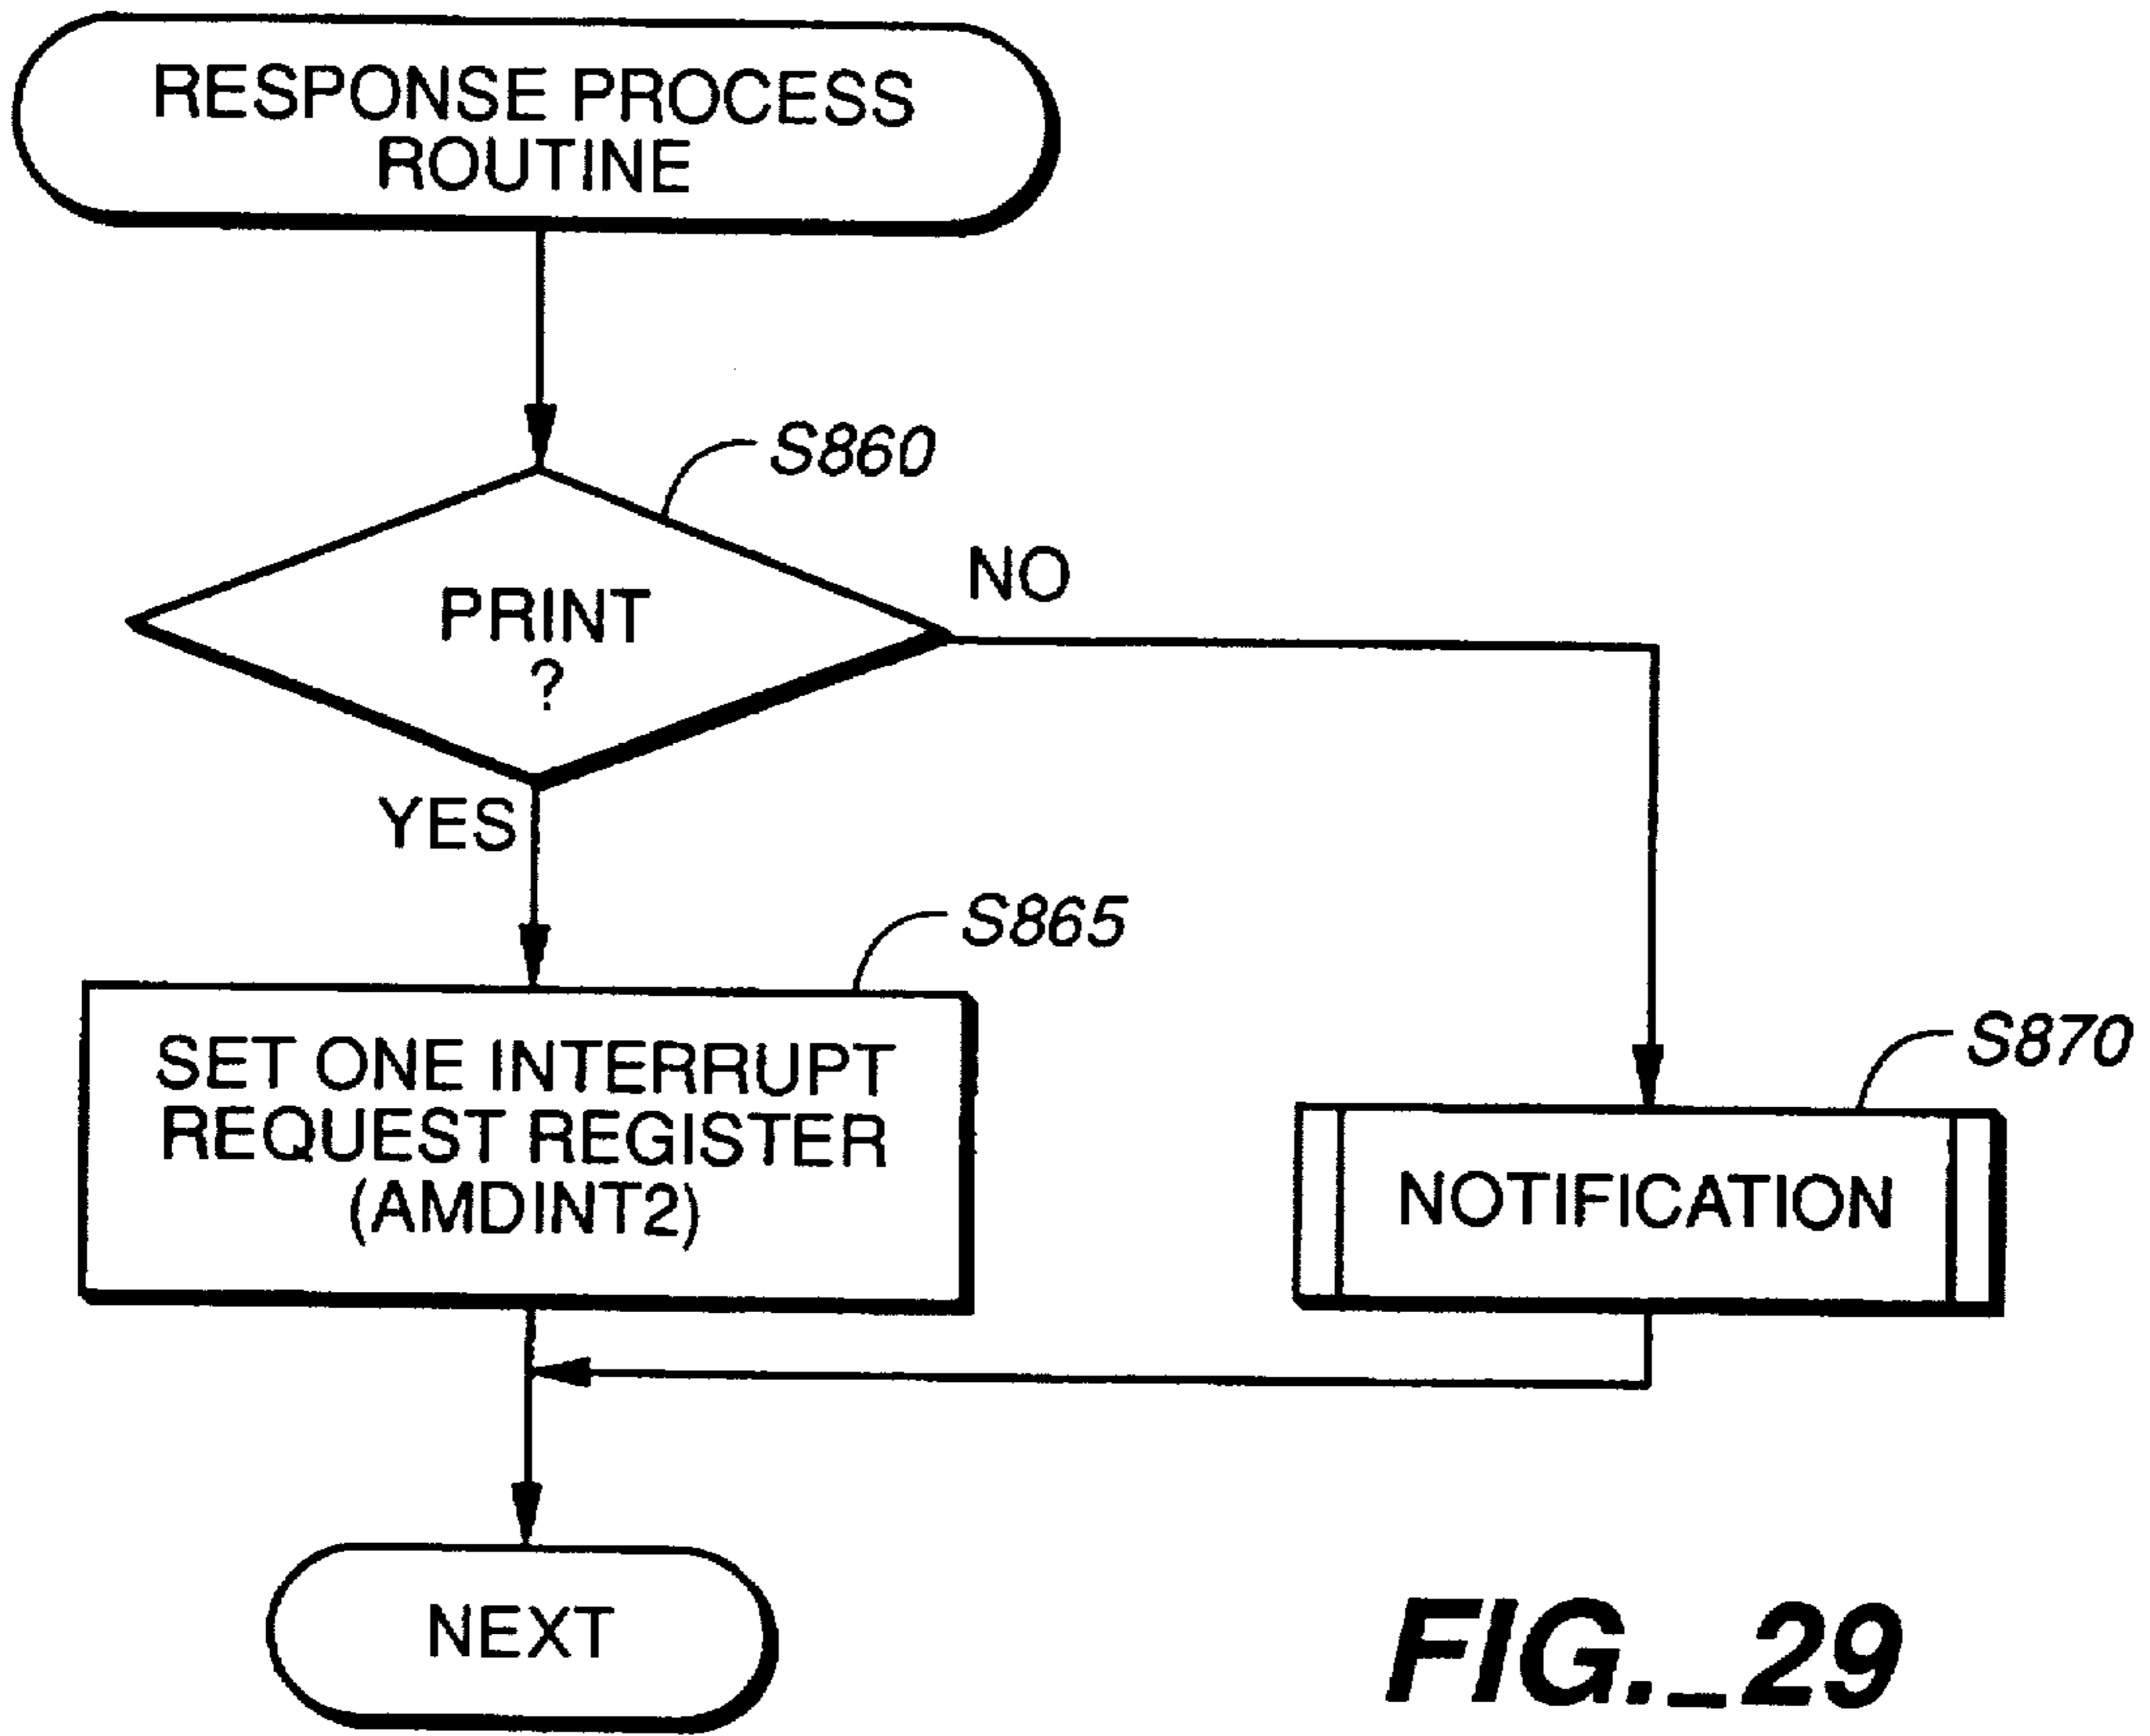 RESPONSE PROCESS
ROUTINE
S860
PRINT
?
NO
YES
S865
SET ONE INTERRUPT
REQUEST REGISTER
(AMDINT2)
S870
NOTIFICATION
NEXT
FIG._29